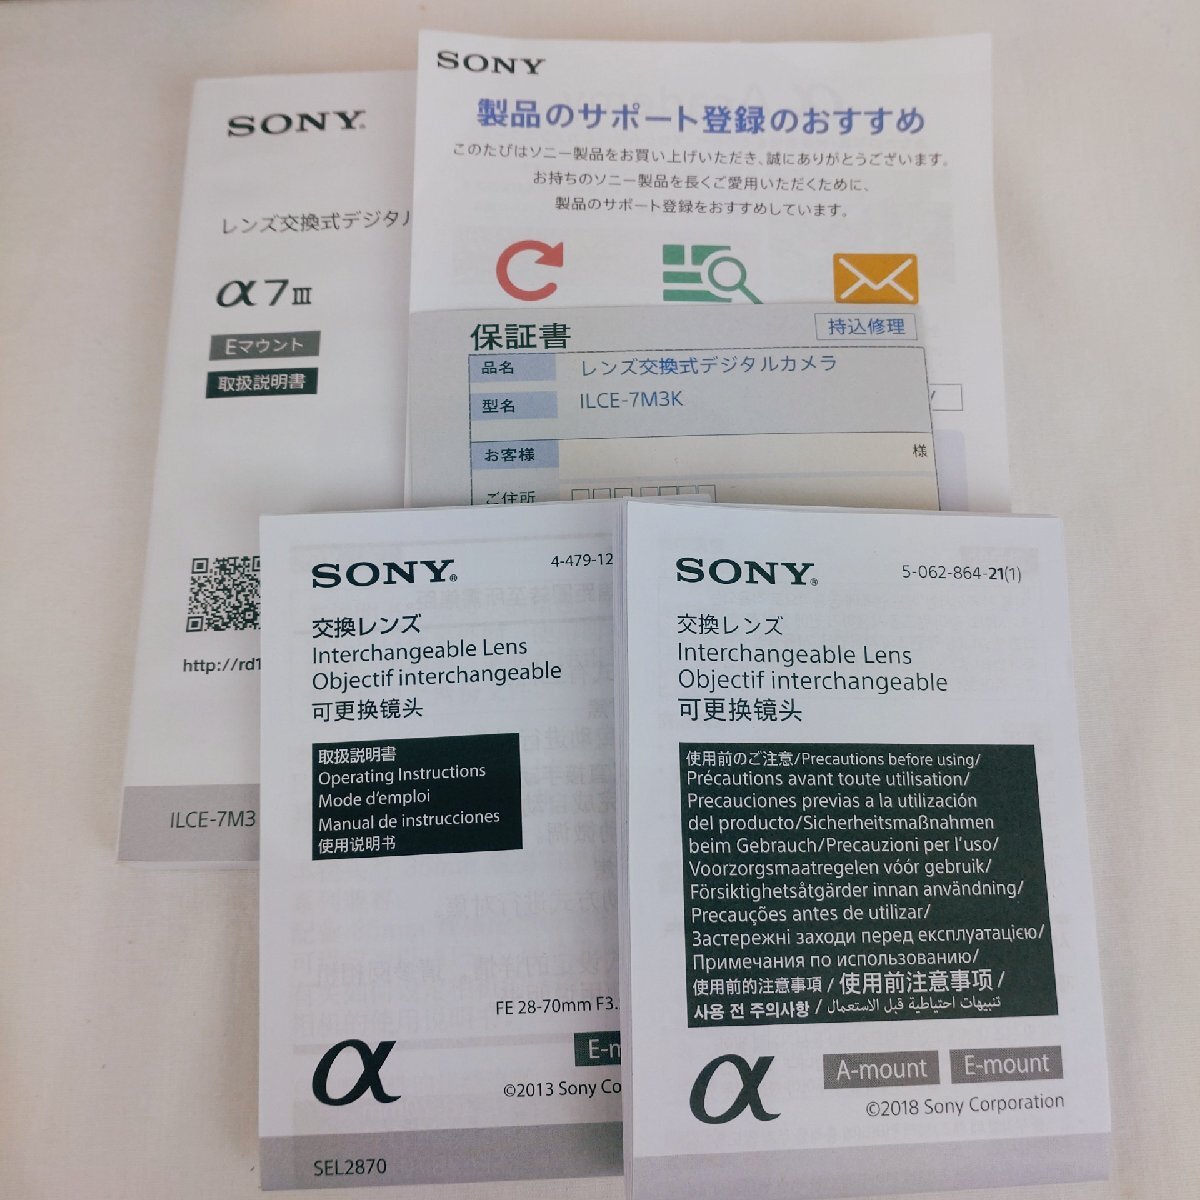 SONY
レンズ交換式デジタ
α7III
Eマウント
取扱説明書
http://rd1
ILCE-7M3
SONY
製品のサポート登録のおすすめ
このたびはソニー製品をお買い上げいただき、誠にありがとうございます。
お持ちのソニー製品を長くご愛用いただくために、
製品のサポート登録をおすすめしています。
保証書
持込修理
品名 レンズ交換式デジタルカメラ
型名 ILCE-7M3K
お客様 様
ご住所
SONY®
4-479-12
交換レンズ
Interchangeable Lens
Objectif interchangeable
可更换镜头
取扱説明書
Operating Instructions
Mode d'emploi
Manual de instrucciones
使用说明书
FE 28-70mm F3.
α
E-m
©2013 Sony Co
SEL2870
SONY®
5-062-864-21(1)
交換レンズ
Interchangeable Lens
Objectif interchangeable
可更换镜头
使用前のご注意/Precautions before using/
Précautions avant toute utilisation/
Precauciones previas a la utilización
del producto/Sicherheitsmaßnahmen
beim Gebrauch/Precauzioni per l'uso/
Voorzorgsmaatregelen vóór gebruik/
Försiktighetsåtgärder innan användning/
Precauções antes de utilizar/
Застережні заходи перед експлуатацією/
Примечания по использованию/
使用前的注意事項 / 使用前注意事项 /
사용 전 주의사항 / تنبيهات احتياطية قبل الاستعمال
α
A-mount
E-mount
©2018 Sony Corporation